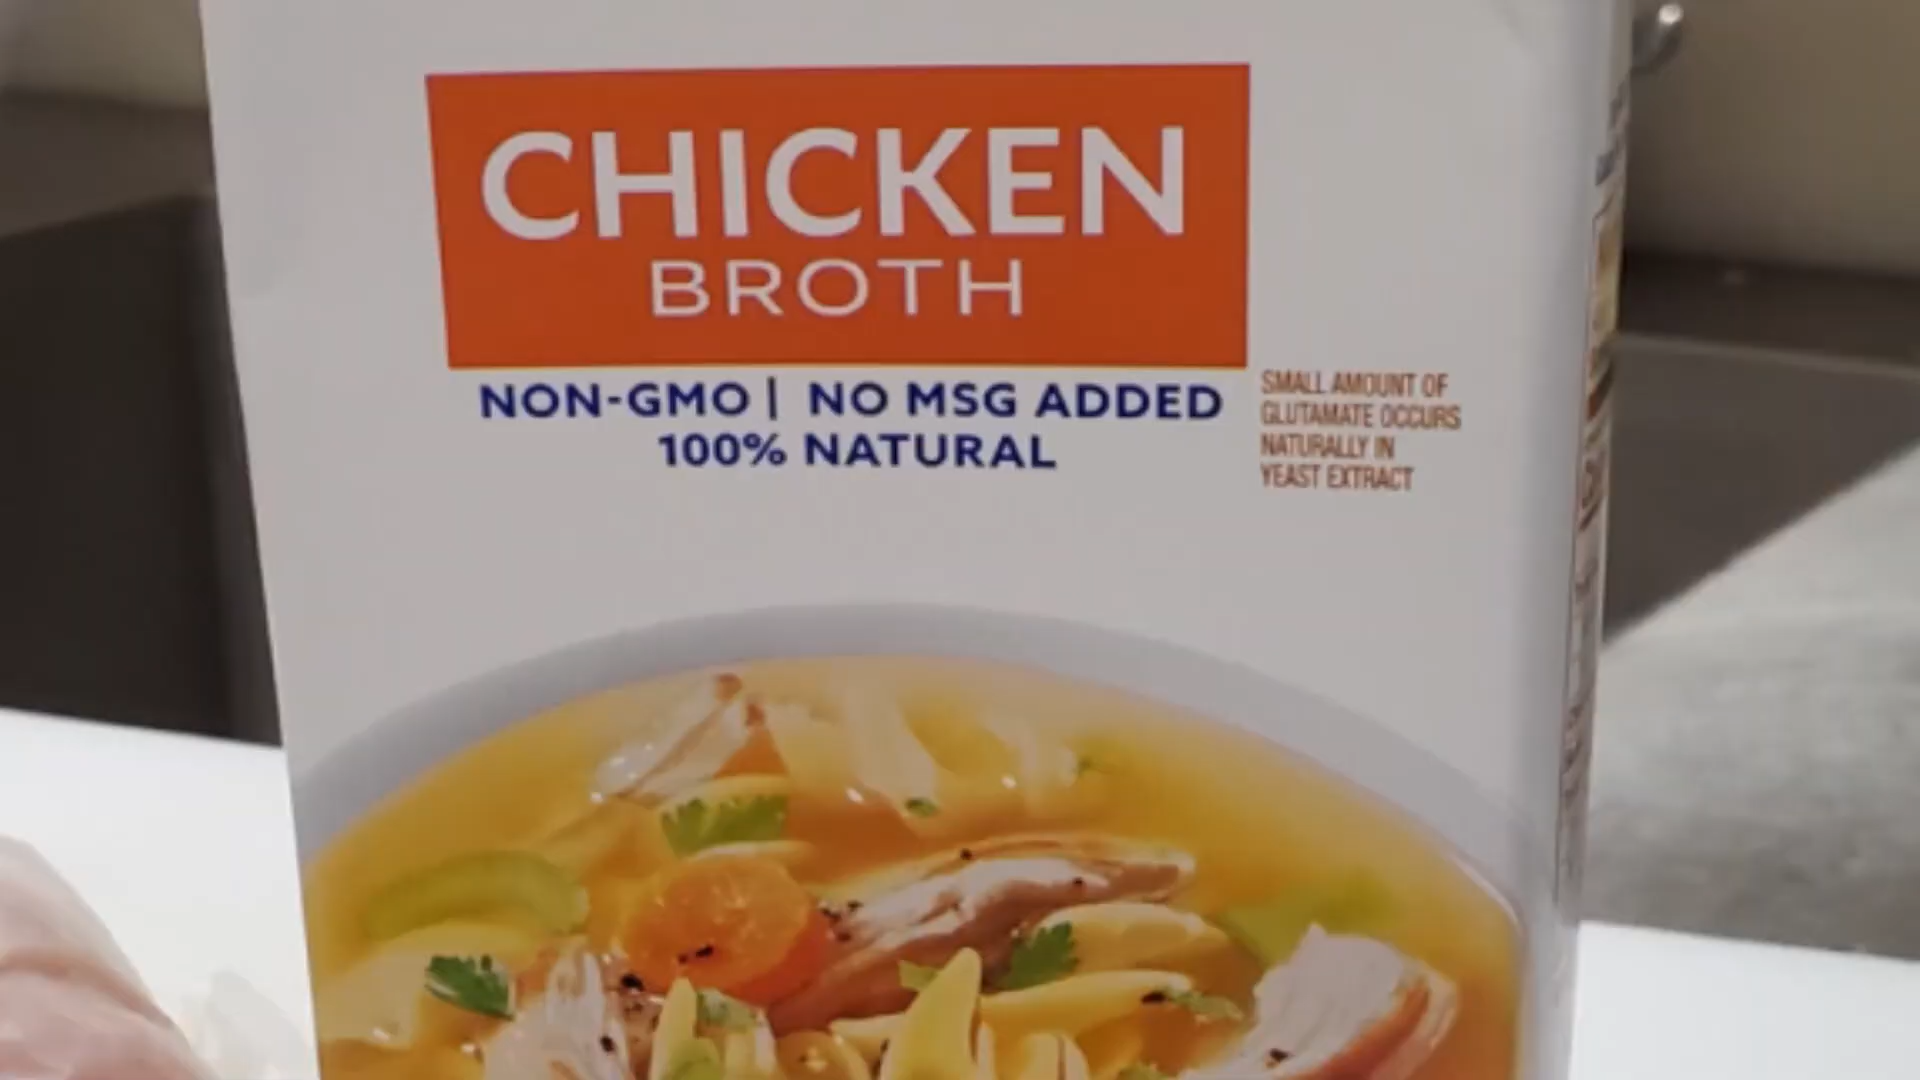 CHICKEN
BROTH
NON-GMO | NO MSG ADDED
100% NATURAL
SMALL AMOUNT OF
GLUTAMATE OCCURS
NATURALLY IN
YEAST EXTRACT